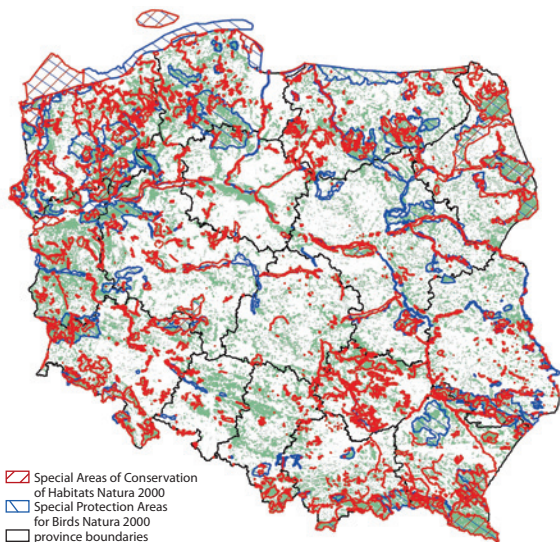 Special Areas of Conservation
of Habitats Natura 2000
Special Protection Areas
for Birds Natura 2000
province boundaries